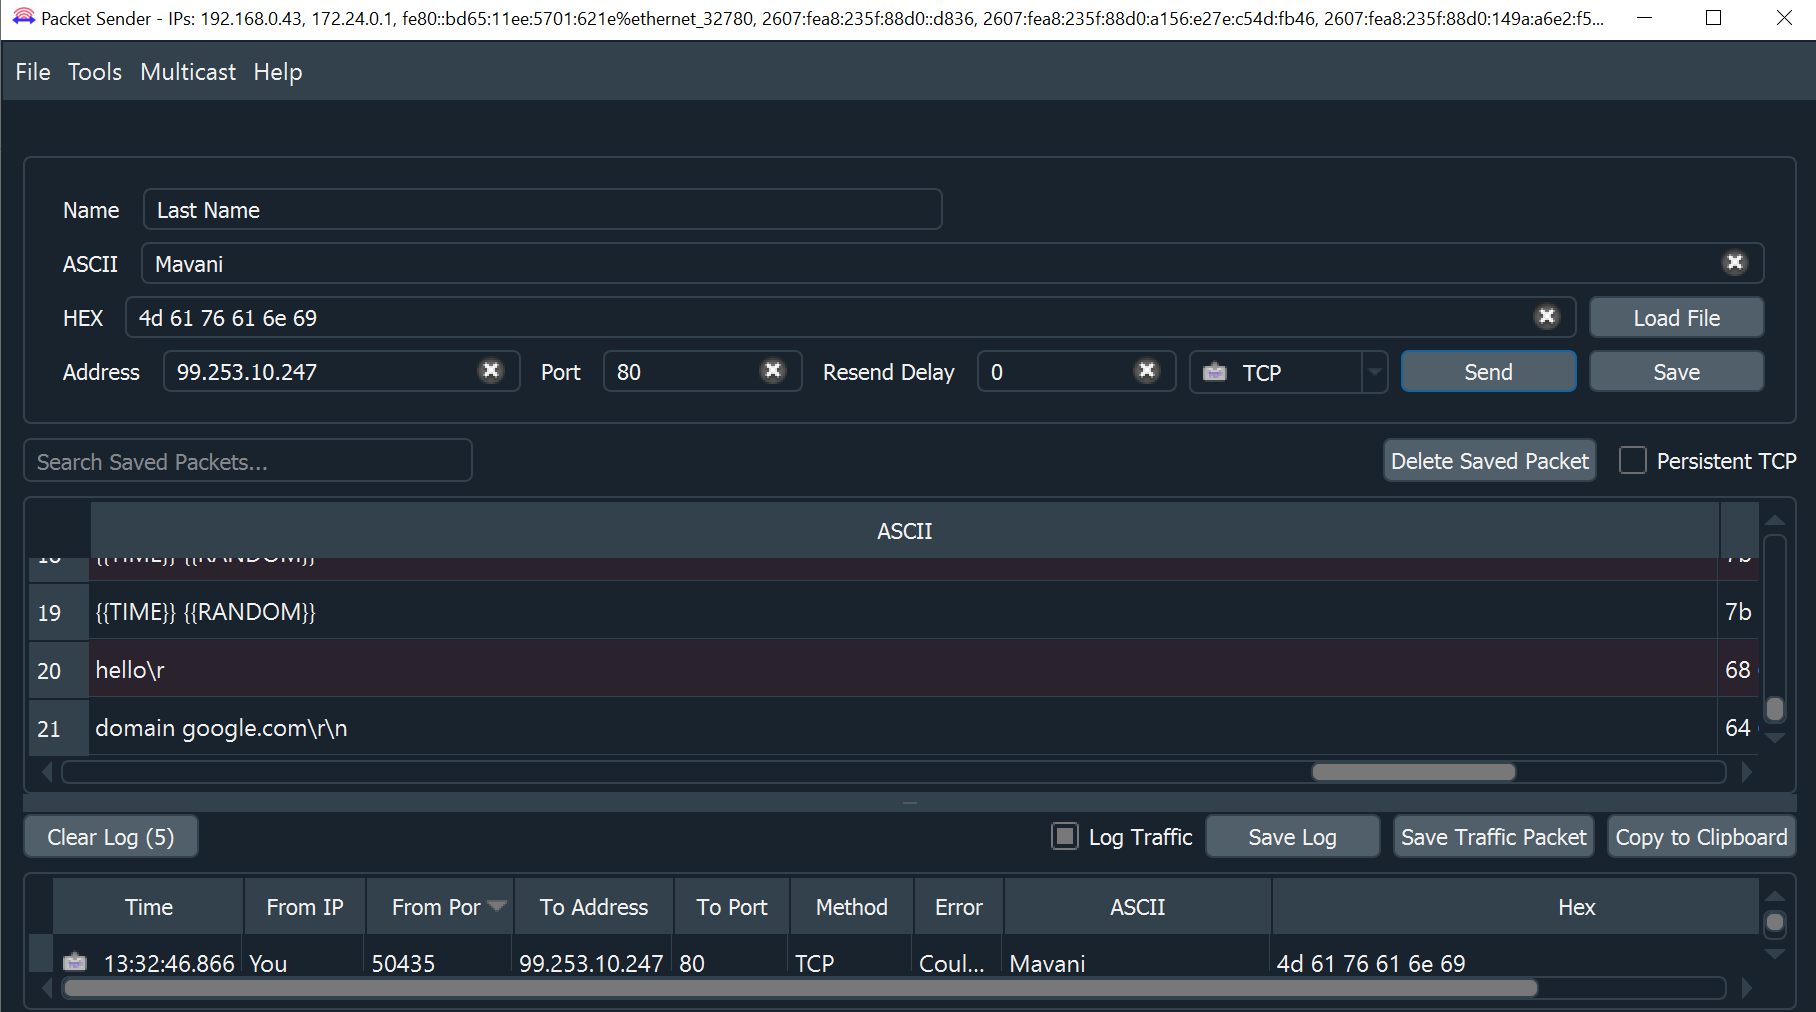 Packet Sender - IPs: 192.168.0.43, 172.24.0.1, fe80::bd65:11ee:5701:621e%ethernet_32780, 2607:fea8:235f:88d0::d836, 2607:fea8:235f:88d0:a156:e27e:c54d:fb46, 2607:fea8:235f:88d0:149a:a6e2:f5...
File Tools Multicast Help
Name Last Name
ASCII Mavani
HEX 4d 61 76 61 6e 69 Load File
Address 99.253.10.247 Port 80 Resend Delay 0 TCP Send Save
Search Saved Packets... Delete Saved Packet Persistent TCP
ASCII
18 {{TIME}} {{RANDOM}} 7b
19 {{TIME}} {{RANDOM}} 7b
20 hello\r 68
21 domain google.com\r\n 64
Clear Log (5) Log Traffic Save Log Save Traffic Packet Copy to Clipboard
Time From IP From Por To Address To Port Method Error ASCII Hex
13:32:46.866 You 50435 99.253.10.247 80 TCP Coul... Mavani 4d 61 76 61 6e 69